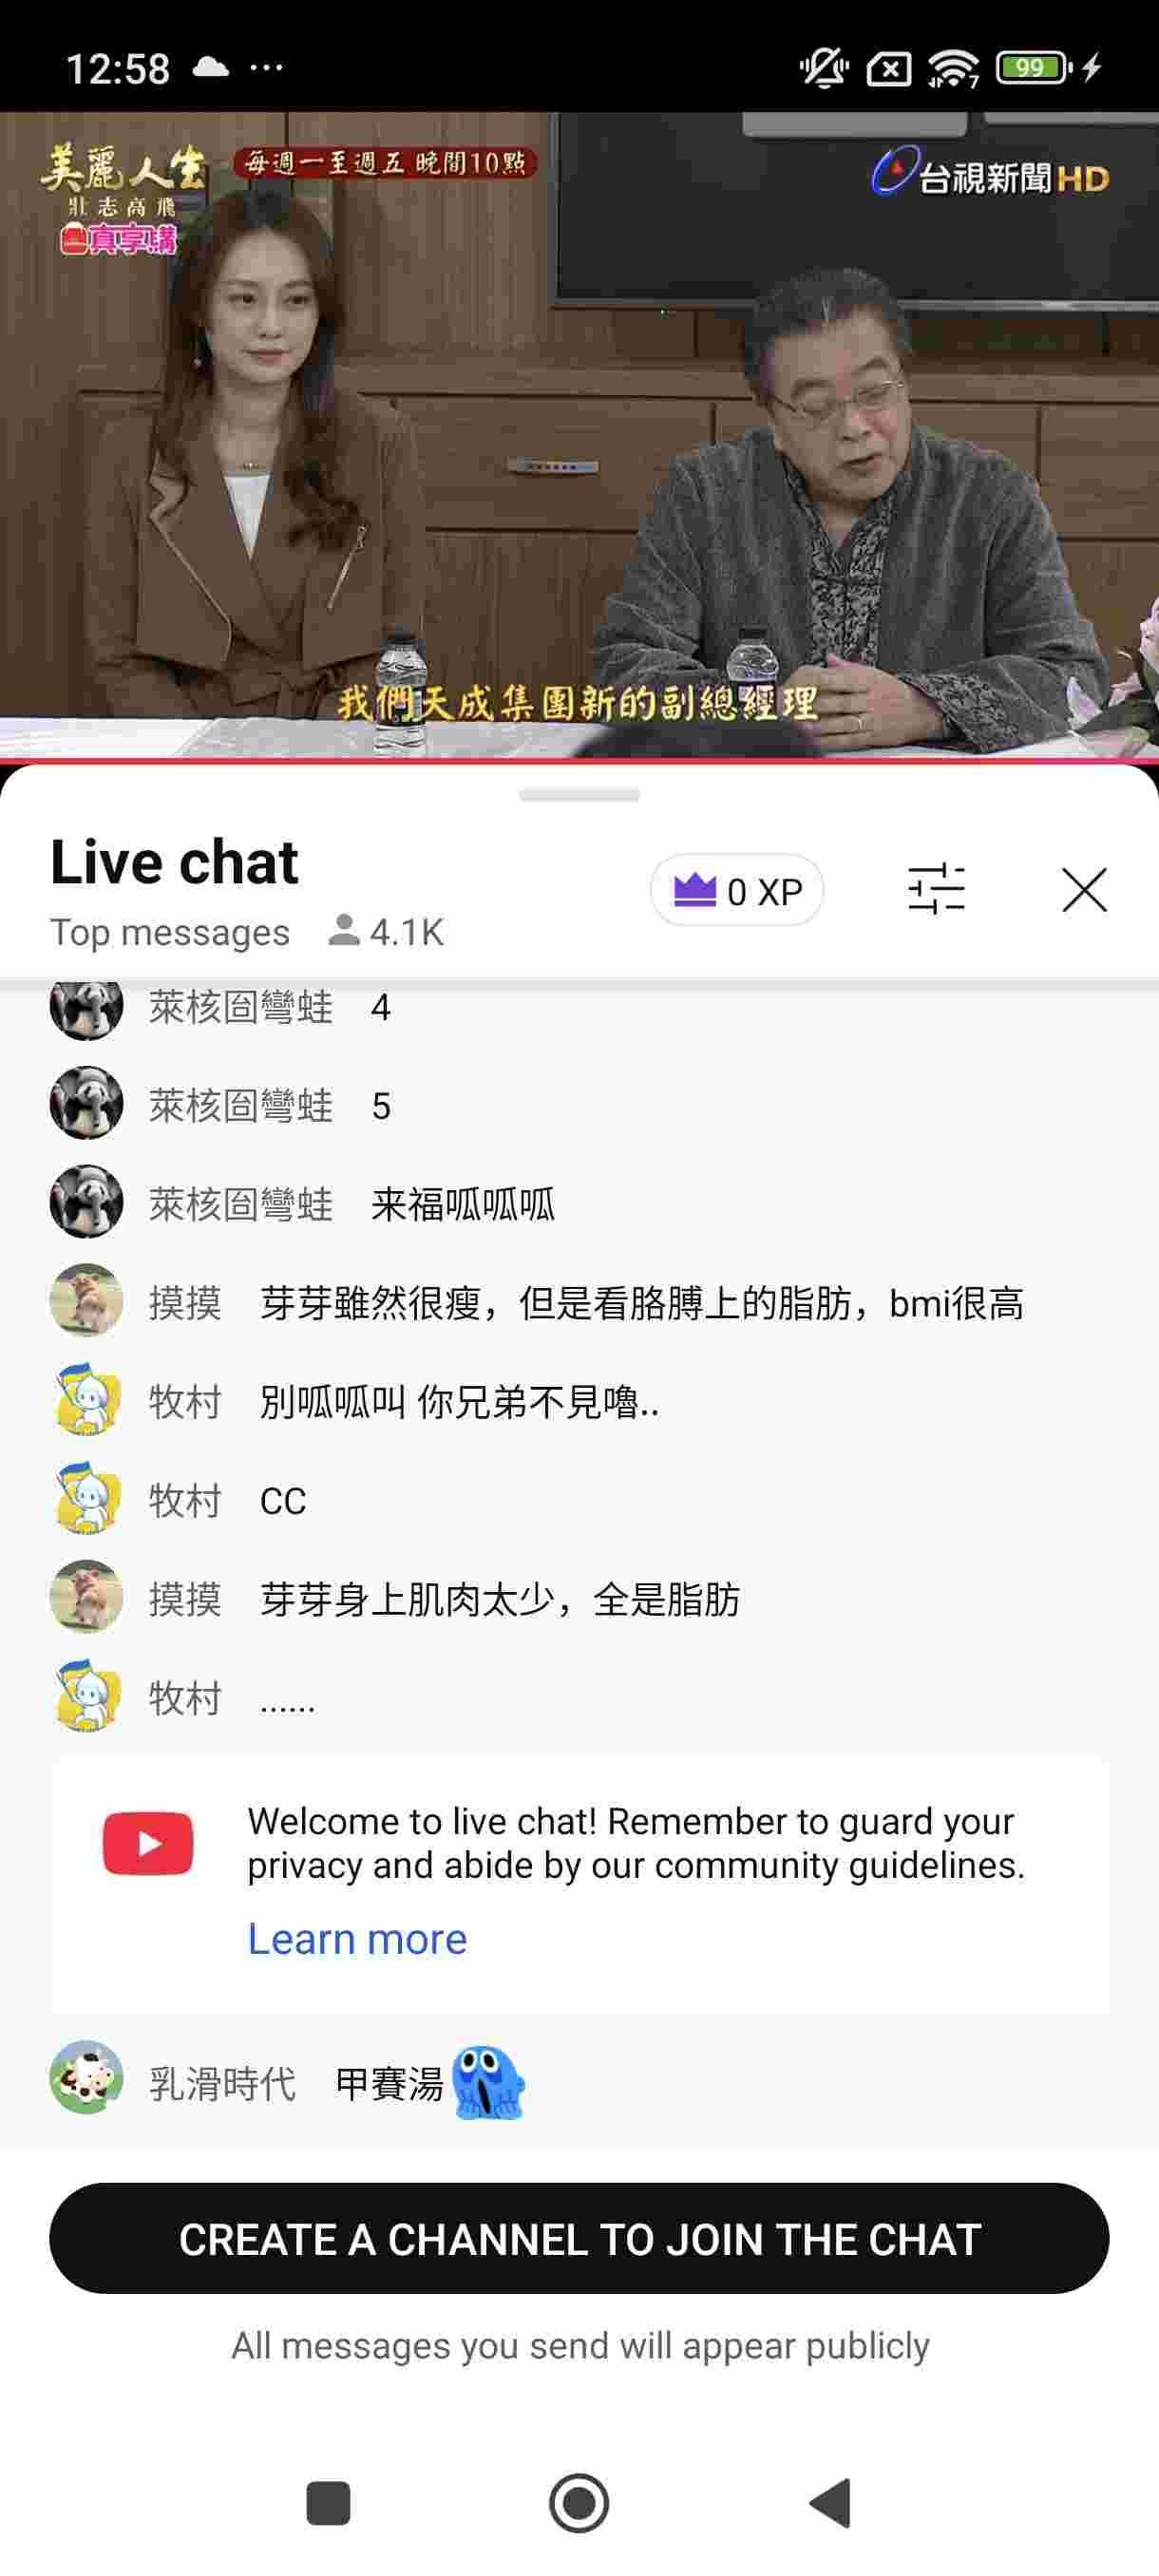 12:58
99
美麗人生 每週一至週五 晚間10點
壯志高飛
真享購
台視新聞HD
我們天成集團新的副總經理
Live chat
Top messages 4.1K
0 XP
萊核囼彎蛙 4
萊核囼彎蛙 5
萊核囼彎蛙 来福呱呱呱
摸摸 芽芽雖然很瘦，但是看胳膊上的脂肪，bmi很高
牧村 別呱呱叫 你兄弟不見嚕..
牧村 CC
摸摸 芽芽身上肌肉太少，全是脂肪
牧村 ......
Welcome to live chat! Remember to guard your
privacy and abide by our community guidelines.
Learn more
乳滑時代 甲賽湯
CREATE A CHANNEL TO JOIN THE CHAT
All messages you send will appear publicly